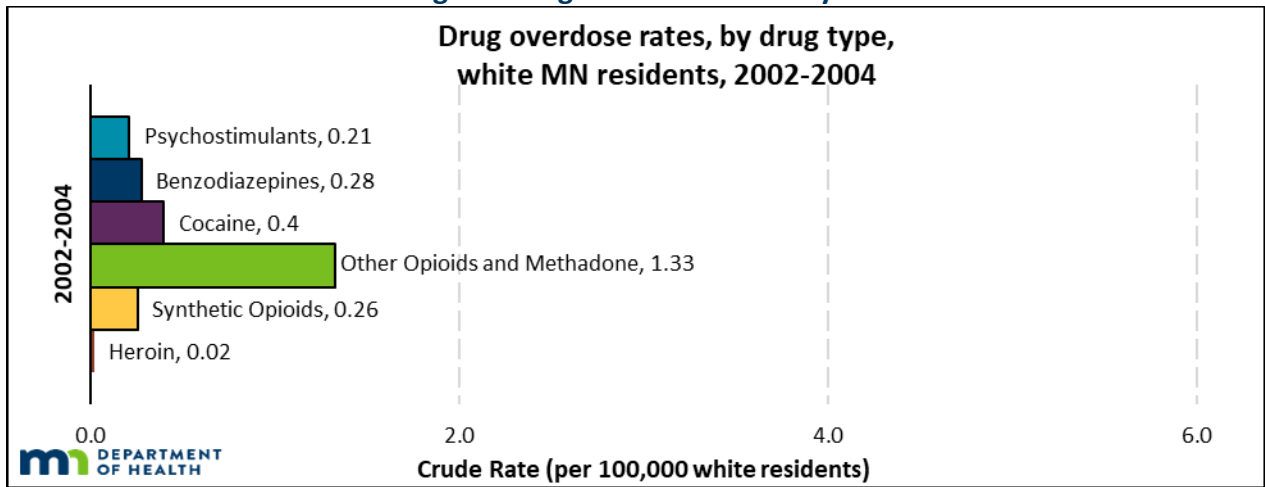 Drug overdose rates, by drug type,
white MN residents, 2002-2004
2002-2004
Psychostimulants, 0.21
Benzodiazepines, 0.28
Cocaine, 0.4
Other Opioids and Methadone, 1.33
Synthetic Opioids, 0.26
Heroin, 0.02
0.0 2.0 4.0 6.0
Crude Rate (per 100,000 white residents)
mn DEPARTMENT
OF HEALTH